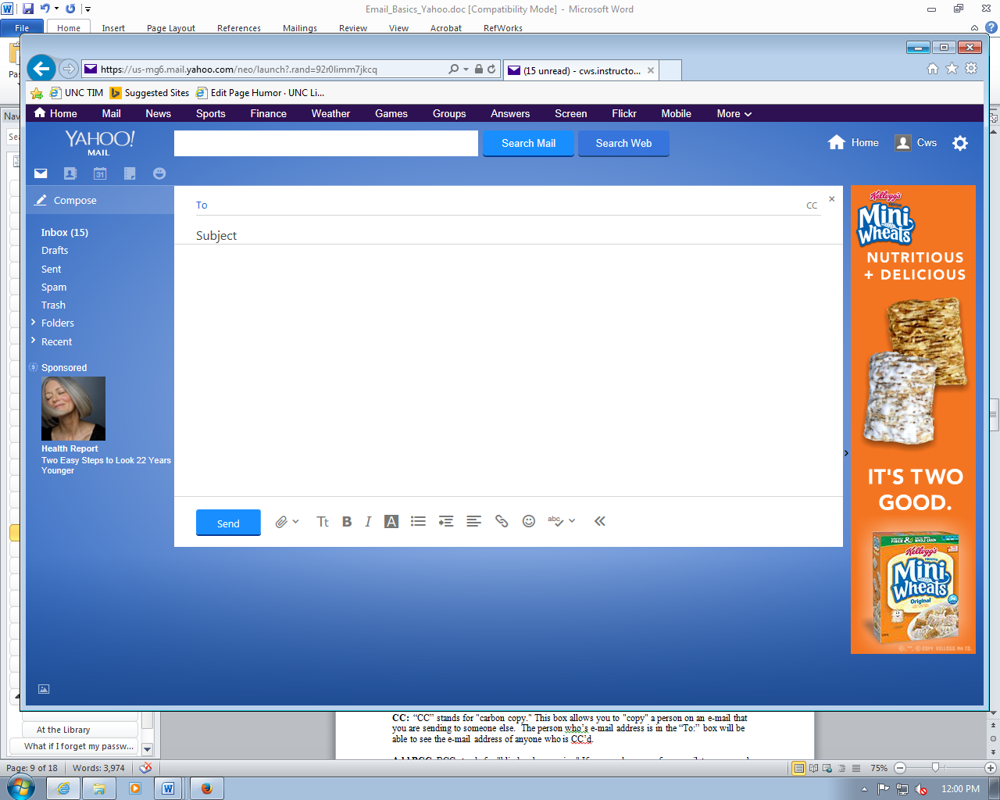 Email_Basics_Yahoo.doc [Compatibility Mode] - Microsoft Word
File Home Insert Page Layout References Mailings Review View Acrobat RefWorks
https://us-mg6.mail.yahoo.com/neo/launch?.rand=92r0limm7jkcq
(15 unread) - cws.instructo...
UNC TIM Suggested Sites Edit Page Humor · UNC Li...
Home Mail News Sports Finance Weather Games Groups Answers Screen Flickr Mobile More
YAHOO!
MAIL
Search Mail Search Web
Home Cws
31
Compose
To
CC
Subject
Inbox (15)
Drafts
Sent
Spam
Trash
Folders
Recent
Sponsored
Health Report
Two Easy Steps to Look 22 Years
Younger
Send
Tt B I A
abc
Kellogg's
Mini
Wheats
NUTRITIOUS
+ DELICIOUS
IT'S TWO
GOOD.
FIBER & WHOLE GRAIN
Kellogg's
FROSTED
Mini
Wheats
Original
CC: “CC” stands for "carbon copy." This box allows you to "copy" a person on an e-mail that
you are sending to someone else. The person who’s e-mail address is in the “To:” box will be
able to see the e-mail address of anyone who is CC’d.
At the Library
What if I forget my passw...
Page: 9 of 18 Words: 3,974
75%
12:00 PM